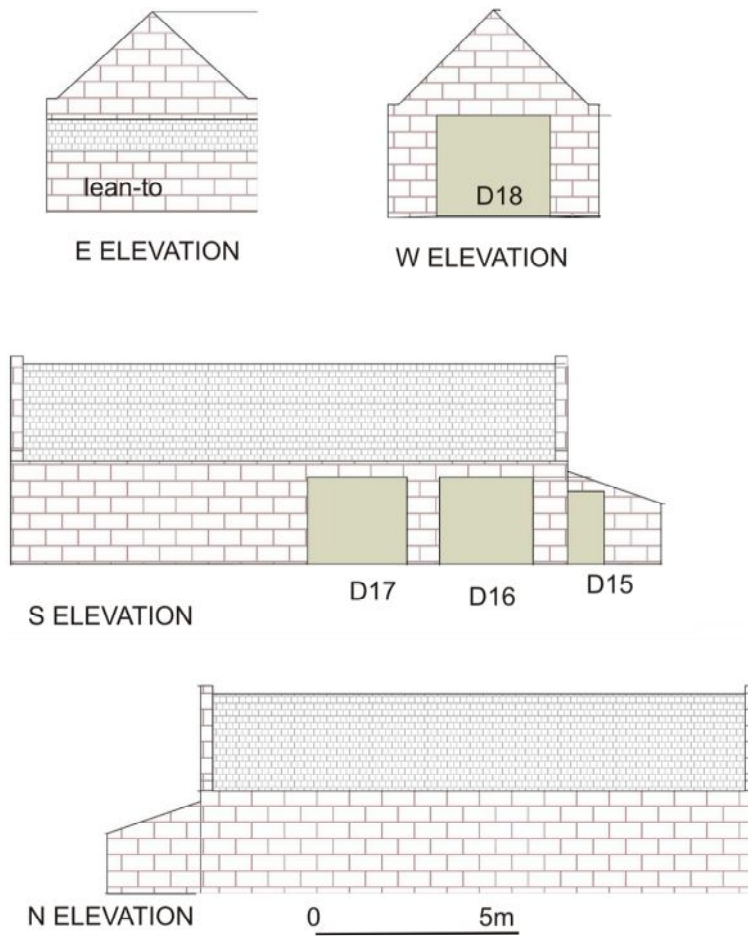 lean-to
D18
E ELEVATION
W ELEVATION
D17
D16
D15
S ELEVATION
N ELEVATION
0 5m